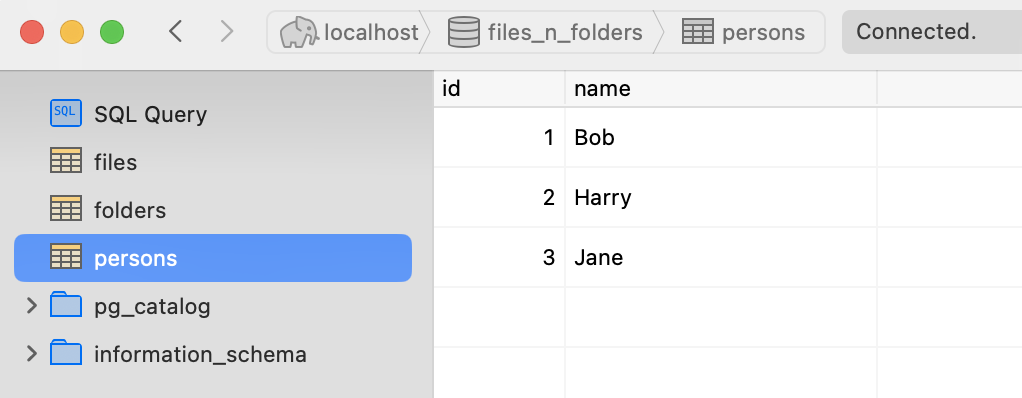 localhost files_n_folders persons Connected.
SQL SQL Query
files
folders
persons
pg_catalog
information_schema
id name
1 Bob
2 Harry
3 Jane